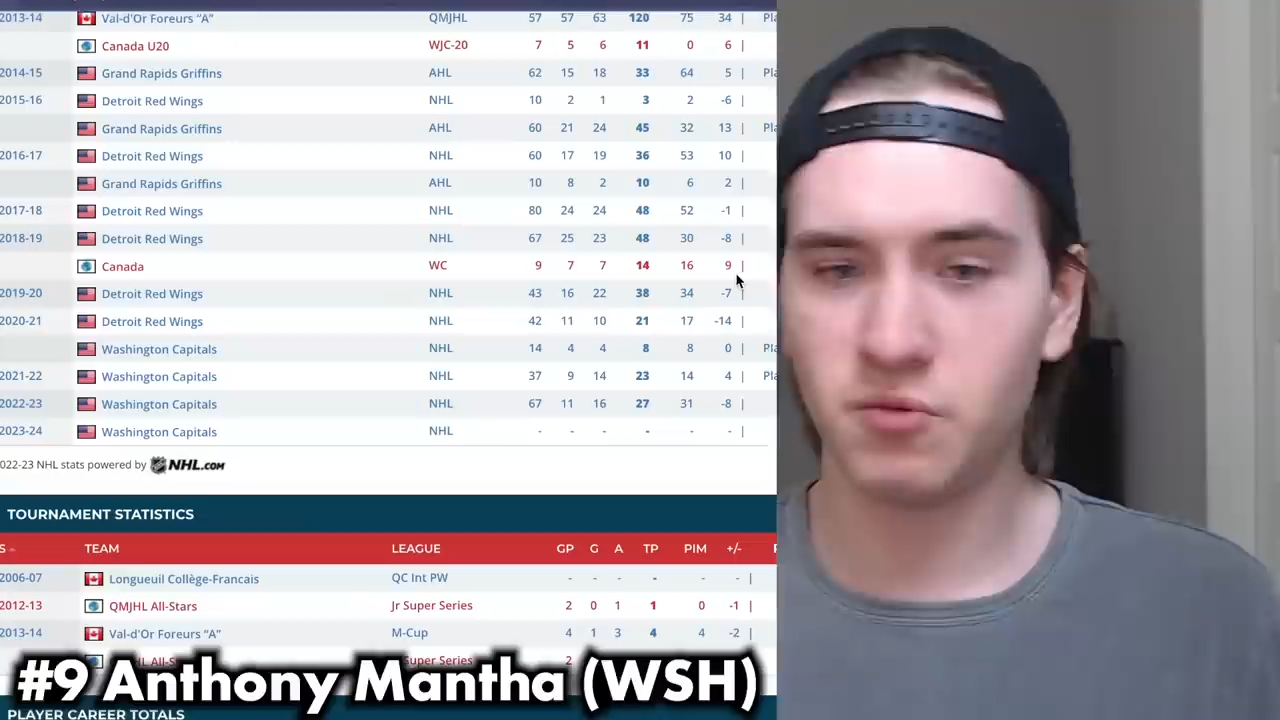 2013-14 Val-d'Or Foreurs “A” QMJHL 57 57 63 120 75 34 | Pla
Canada U20 WJC-20 7 5 6 11 0 6 |
2014-15 Grand Rapids Griffins AHL 62 15 18 33 64 5 | Pla
2015-16 Detroit Red Wings NHL 10 2 1 3 2 -6 |
Grand Rapids Griffins AHL 60 21 24 45 32 13 | Pla
2016-17 Detroit Red Wings NHL 60 17 19 36 53 10 |
Grand Rapids Griffins AHL 10 8 2 10 6 2 |
2017-18 Detroit Red Wings NHL 80 24 24 48 52 -1 |
2018-19 Detroit Red Wings NHL 67 25 23 48 30 -8 |
Canada WC 9 7 7 14 16 9 |
2019-20 Detroit Red Wings NHL 43 16 22 38 34 -7 |
2020-21 Detroit Red Wings NHL 42 11 10 21 17 -14 |
Washington Capitals NHL 14 4 4 8 8 0 | Pla
2021-22 Washington Capitals NHL 37 9 14 23 14 4 | Pla
2022-23 Washington Capitals NHL 67 11 16 27 31 -8 |
2023-24 Washington Capitals NHL - - - - - - |
022-23 NHL stats powered by NHL.COM
TOURNAMENT STATISTICS
S TEAM LEAGUE GP G A TP PIM +/-
2006-07 Longueuil Collège-Francais QC Int PW - - - - - - |
2012-13 QMJHL All-Stars Jr Super Series 2 0 1 1 0 -1 |
2013-14 Val-d'Or Foreurs “A” M-Cup 4 1 3 4 4 -2 |
Super Series 2
#9 Anthony Mantha (WSH)
PLAYER CAREER TOTALS